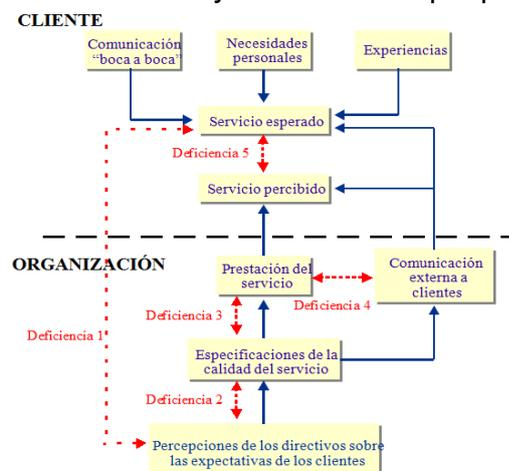 CLIENTE
Comunicación
“boca a boca”
Necesidades
personales
Experiencias
Servicio esperado
Deficiencia 5
Servicio percibido
ORGANIZACIÓN
Prestación del
servicio
Comunicación
externa a
clientes
Deficiencia 4
Deficiencia 3
Deficiencia 1
Especificaciones de la
calidad del servicio
Deficiencia 2
Percepciones de los directivos sobre
las expectativas de los clientes